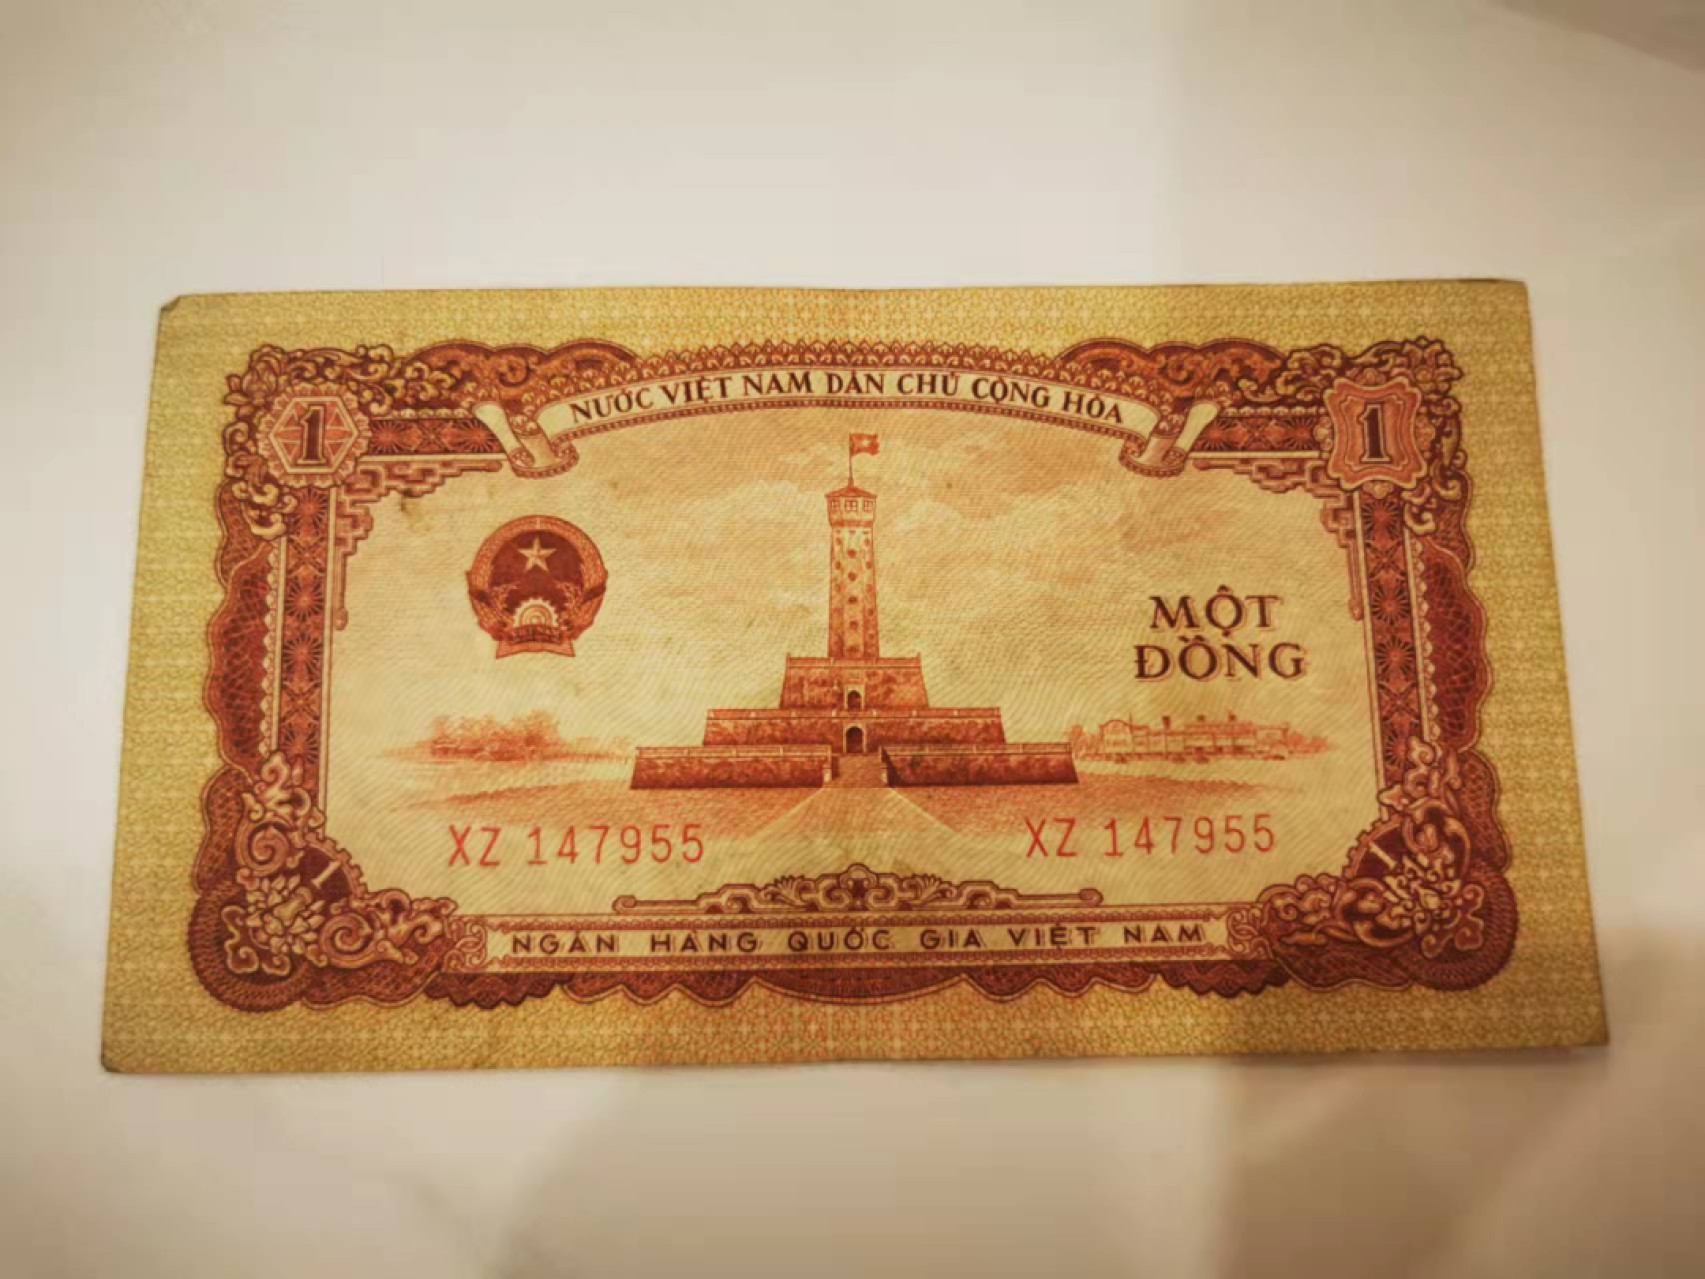 NƯỚC VIỆT NAM DÂN CHỦ CỘNG HÒA
1
1
MỘT
ĐỒNG
XZ 147955
XZ 147955
1
1
NGÂN HÀNG QUỐC GIA VIỆT NAM